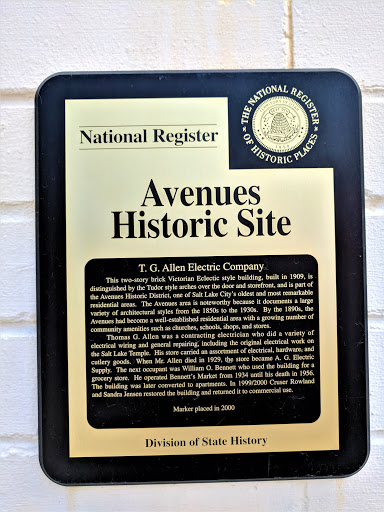 THE NATIONAL REGISTER
OF HISTORIC PLACES
National Register
Avenues
Historic Site
T. G. Allen Electric Company
This two-story brick Victorian Eclectic style building, built in 1909, is
distinguished by the Tudor style arches over the door and storefront, and is part of
the Avenues Historic District, one of Salt Lake City's oldest and most remarkable
residential areas. The Avenues area is noteworthy because it documents a large
variety of architectural styles from the 1850s to the 1930s. By the 1890s, the
Avenues had become a well-established residential area with a growing number of
community amenities such as churches, schools, shops, and stores.
Thomas G. Allen was a contracting electrician who did a variety of
electrical wiring and general repairing, including the original electrical work on
the Salt Lake Temple. His store carried an assortment of electrical, hardware, and
cutlery goods. When Mr. Allen died in 1929, the store became A. G. Electric
Supply. The next occupant was William O. Bennett who used the building for a
grocery store. He operated Bennett's Market from 1934 until his death in 1956.
The building was later converted to apartments. In 1999/2000 Cruser Rowland
and Sandra Jensen restored the building and returned it to commercial use.
Marker placed in 2000
Division of State History